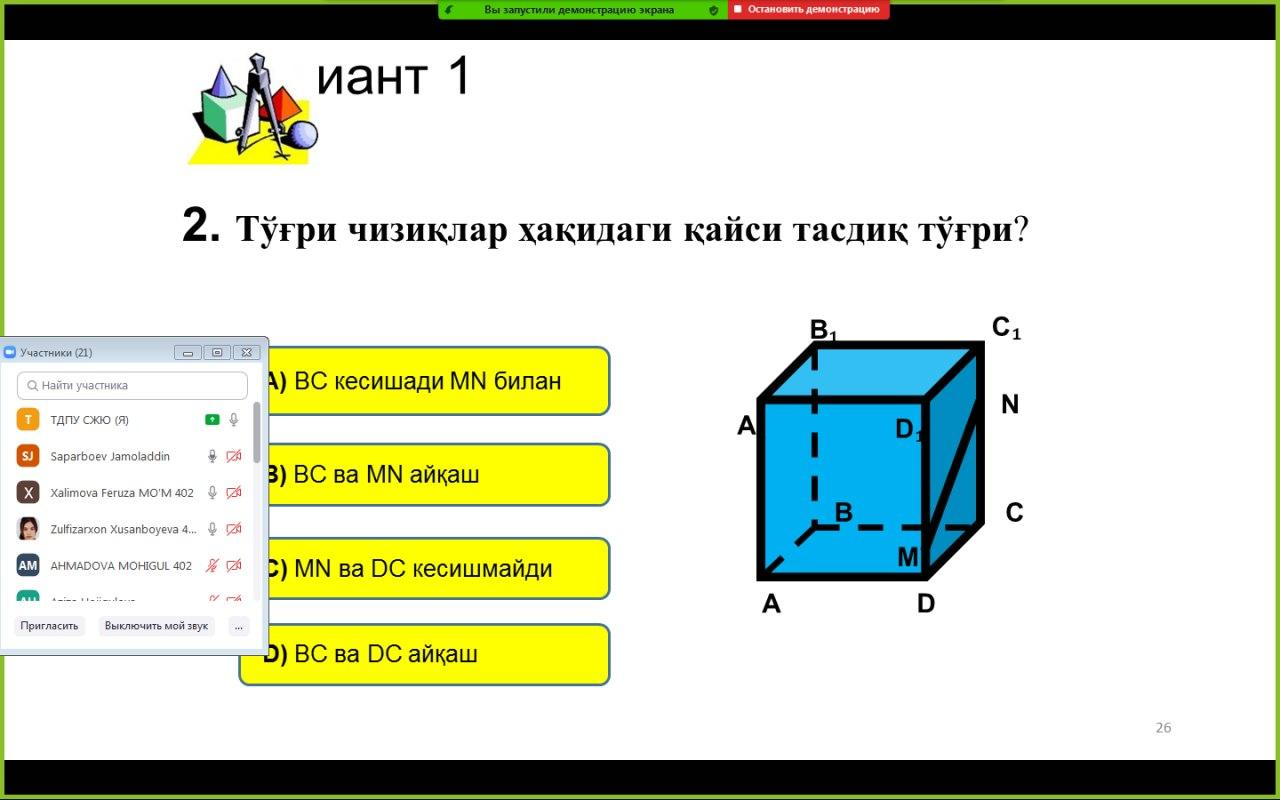 Вы запустили демонстрацию экрана
Остановить демонстрацию
иант 1
2. Тўғри чизиқлар ҳақидаги қайси тасдиқ тўғри?
Участники (21)
Найти участника
T ТДПУ СЖЮ (Я)
SJ Saparboev Jamoladdin
X Xalimova Feruza MO'M 402
Zulfizarxon Xusanboyeva 4...
AM AHMADOVA MOHIGUL 402
Пригласить
Выключить мой звук
...
A) BC кесишади MN билан
B) BC ва MN айқаш
C) MN ва DC кесишмайди
D) BC ва DC айқаш
B₁
C₁
N
A
D₁
B
C
M
A
D
26